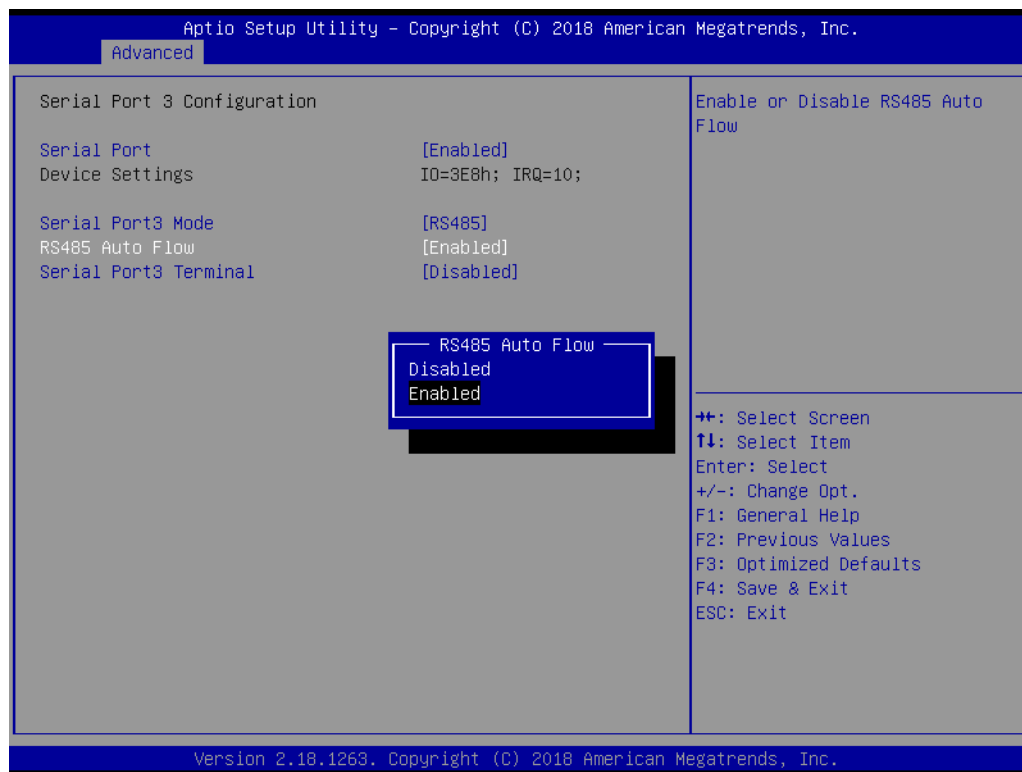 Aptio Setup Utility – Copyright (C) 2018 American Megatrends, Inc.
Advanced
Serial Port 3 Configuration
Serial Port [Enabled]
Device Settings IO=3E8h; IRQ=10;
Serial Port3 Mode [RS485]
RS485 Auto Flow [Enabled]
Serial Port3 Terminal [Disabled]
RS485 Auto Flow
Disabled
Enabled
Enable or Disable RS485 Auto
Flow
→←: Select Screen
↑↓: Select Item
Enter: Select
+/-: Change Opt.
F1: General Help
F2: Previous Values
F3: Optimized Defaults
F4: Save & Exit
ESC: Exit
Version 2.18.1263. Copyright (C) 2018 American Megatrends, Inc.